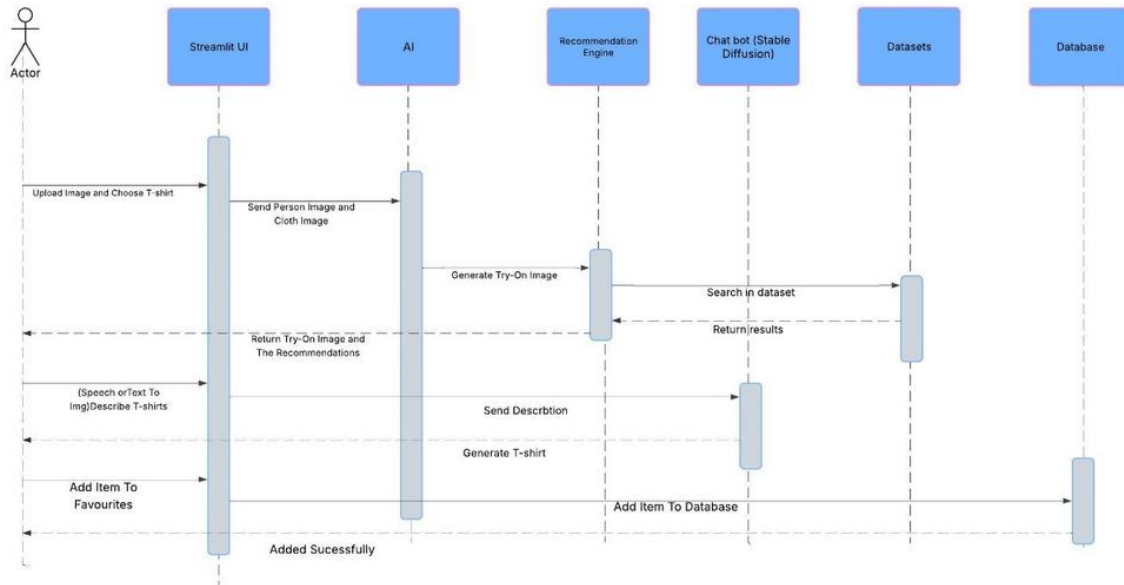 Streamlit UI
AI
Recommendation
Engine
Chat bot (Stable
Diffusion)
Datasets
Database
Actor
Upload Image and Choose T-shirt
Send Person Image and
Cloth Image
Generate Try-On Image
Search in dataset
Return results
Return Try-On Image and
The Recommendations
(Speech orText To
Img)Describe T-shirts
Send Descrbtion
Generate T-shirt
Add Item To
Favourites
Add Item To Database
Added Sucessfully